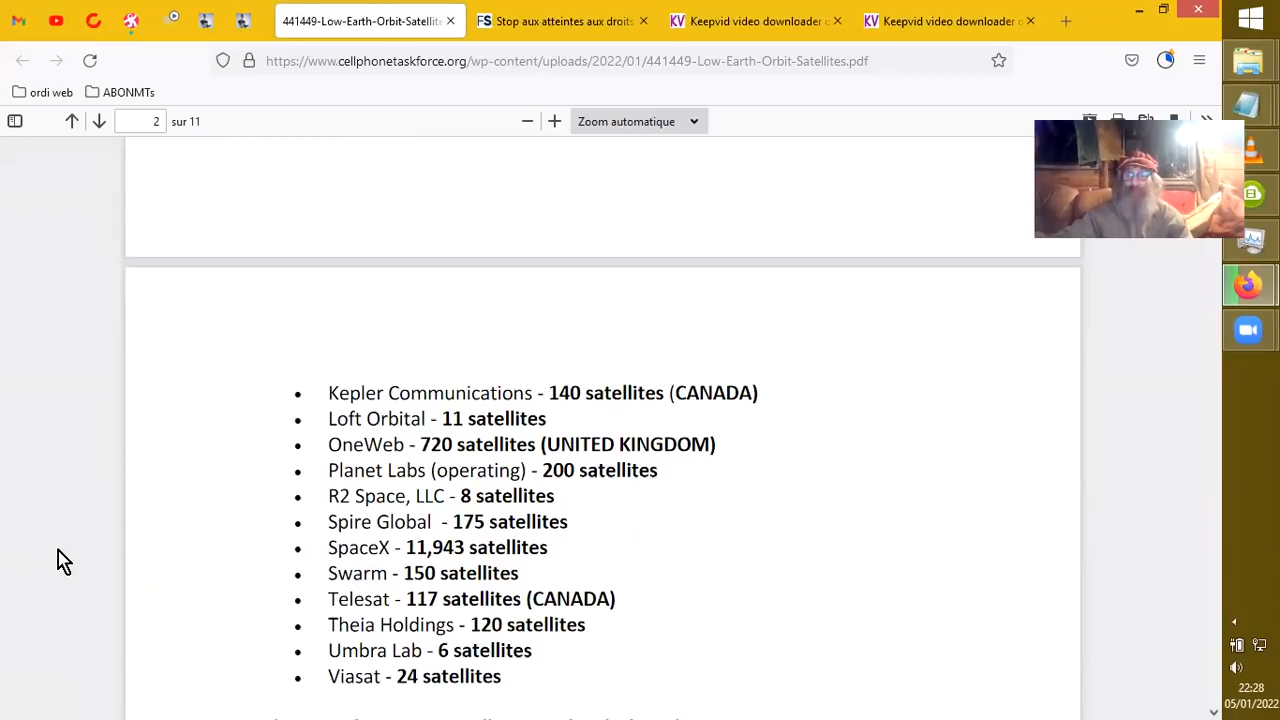 441449-Low-Earth-Orbit-Satellite
Stop aux atteintes aux droits
Keepvid video downloader o
Keepvid video downloader o
https://www.cellphonetaskforce.org/wp-content/uploads/2022/01/441449-Low-Earth-Orbit-Satellites.pdf
ordi web
ABONMTs
2 sur 11
Zoom automatique
• Kepler Communications - 140 satellites (CANADA)
• Loft Orbital - 11 satellites
• OneWeb - 720 satellites (UNITED KINGDOM)
• Planet Labs (operating) - 200 satellites
• R2 Space, LLC - 8 satellites
• Spire Global - 175 satellites
• SpaceX - 11,943 satellites
• Swarm - 150 satellites
• Telesat - 117 satellites (CANADA)
• Theia Holdings - 120 satellites
• Umbra Lab - 6 satellites
• Viasat - 24 satellites
22:28
05/01/2022